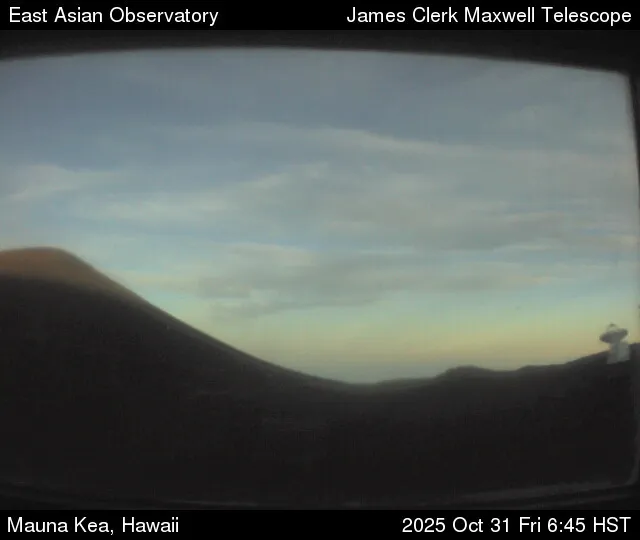 East Asian Observatory
James Clerk Maxwell Telescope
Mauna Kea, Hawaii
2025 Oct 31 Fri 6:45 HST